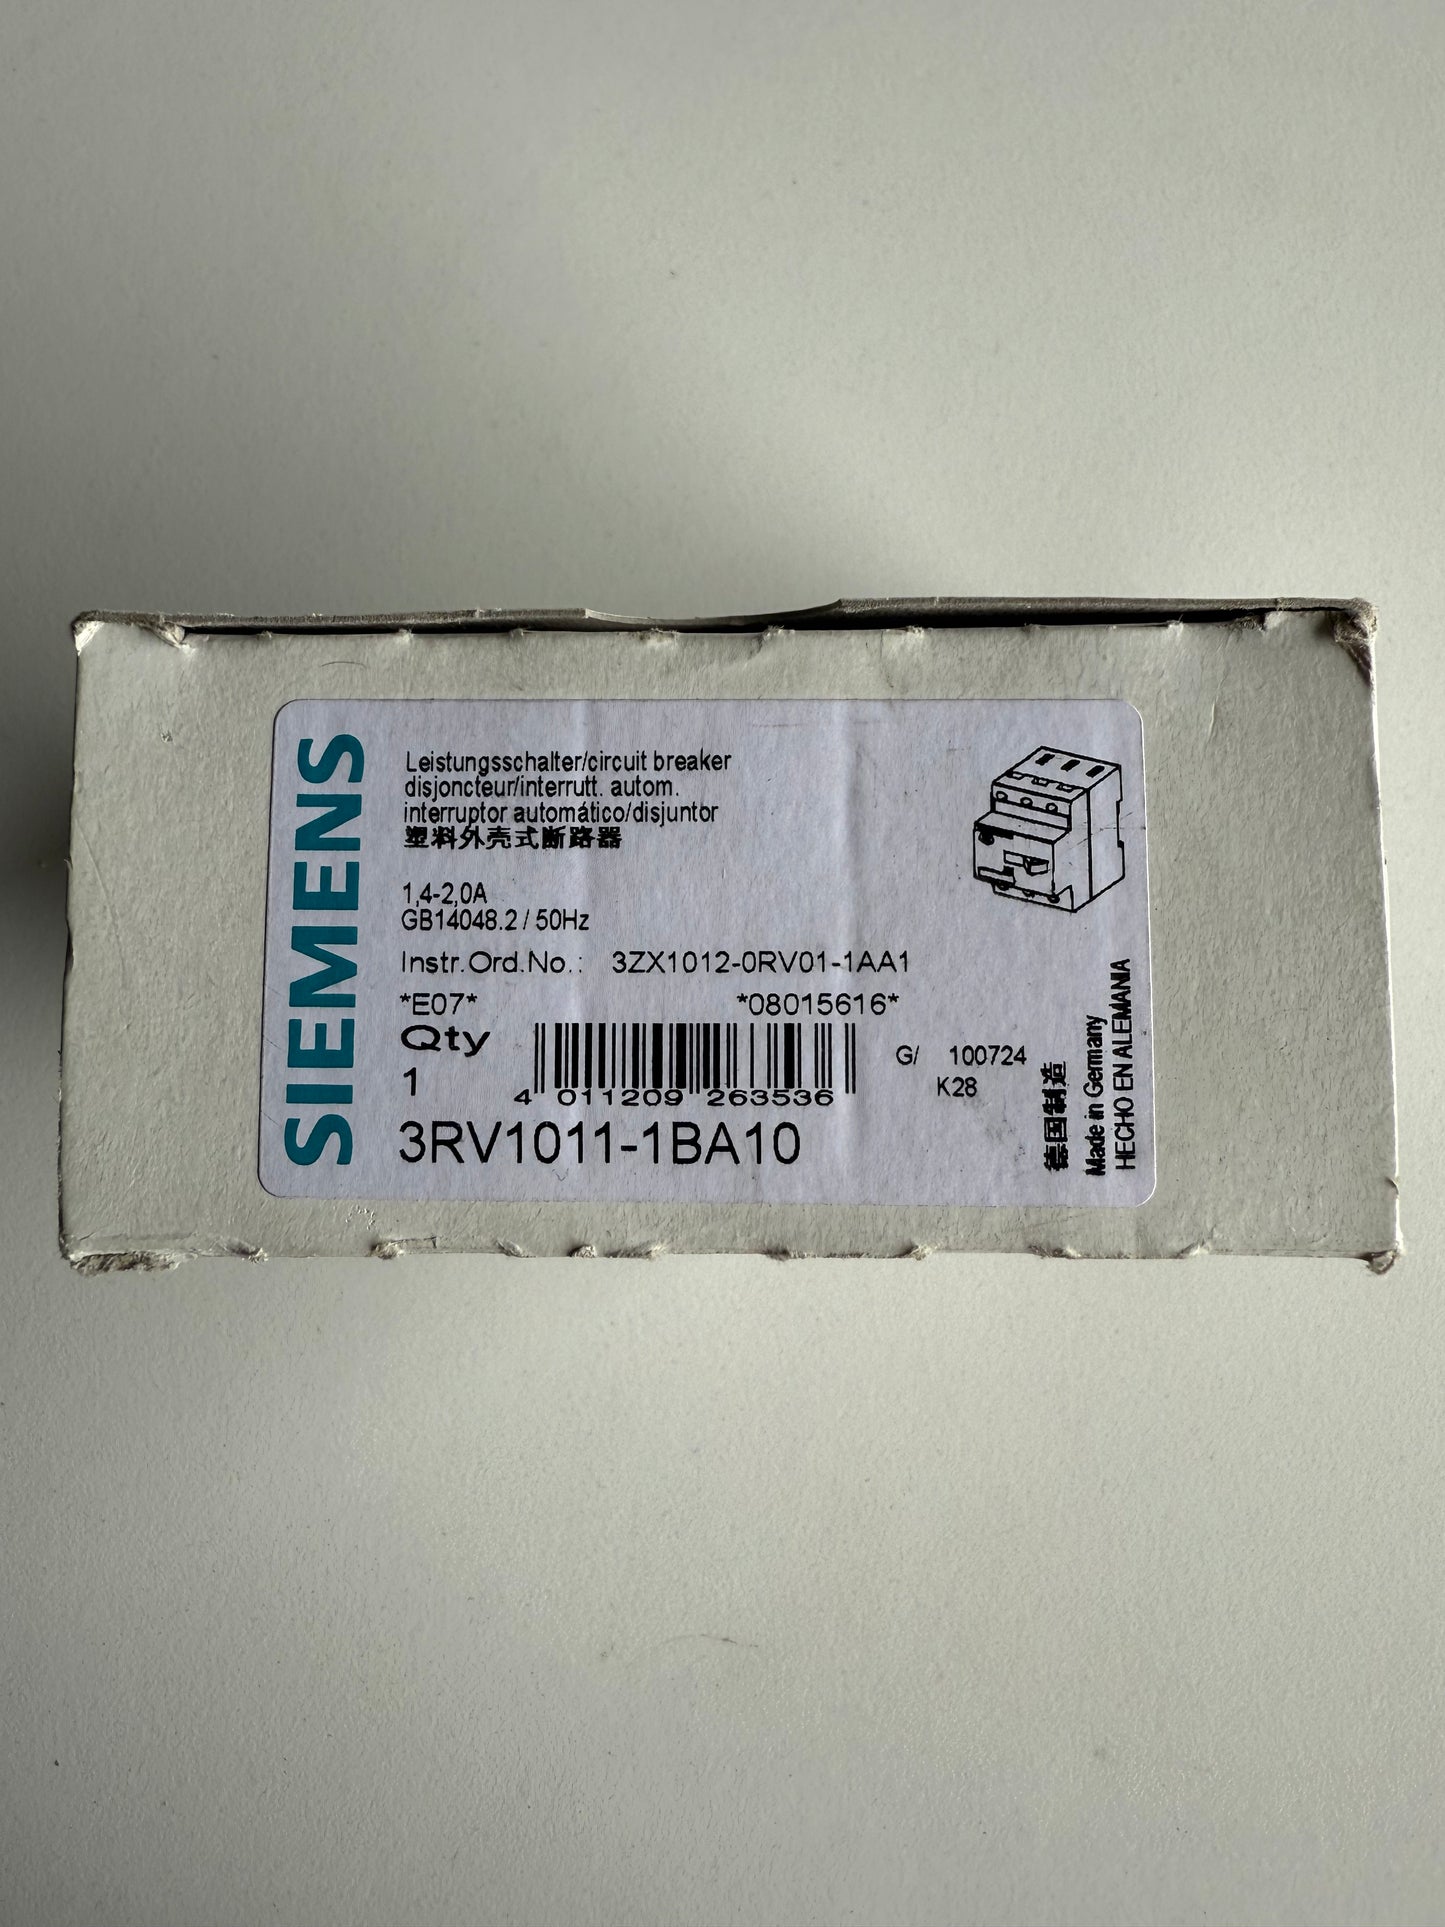 SIEMENS
Leistungsschalter/circuit breaker
disjoncteur/interrutt. autom.
interruptor automático/disjuntor
塑料外壳式断路器
1,4-2,0A
GB14048.2 / 50Hz
Instr.Ord.No.: 3ZX1012-0RV01-1AA1
*E07* *08015616*
Qty
1
4 011209 263536
G/ 100724
K28
3RV1011-1BA10
德国制造
Made in Germany
HECHO EN ALEMANIA